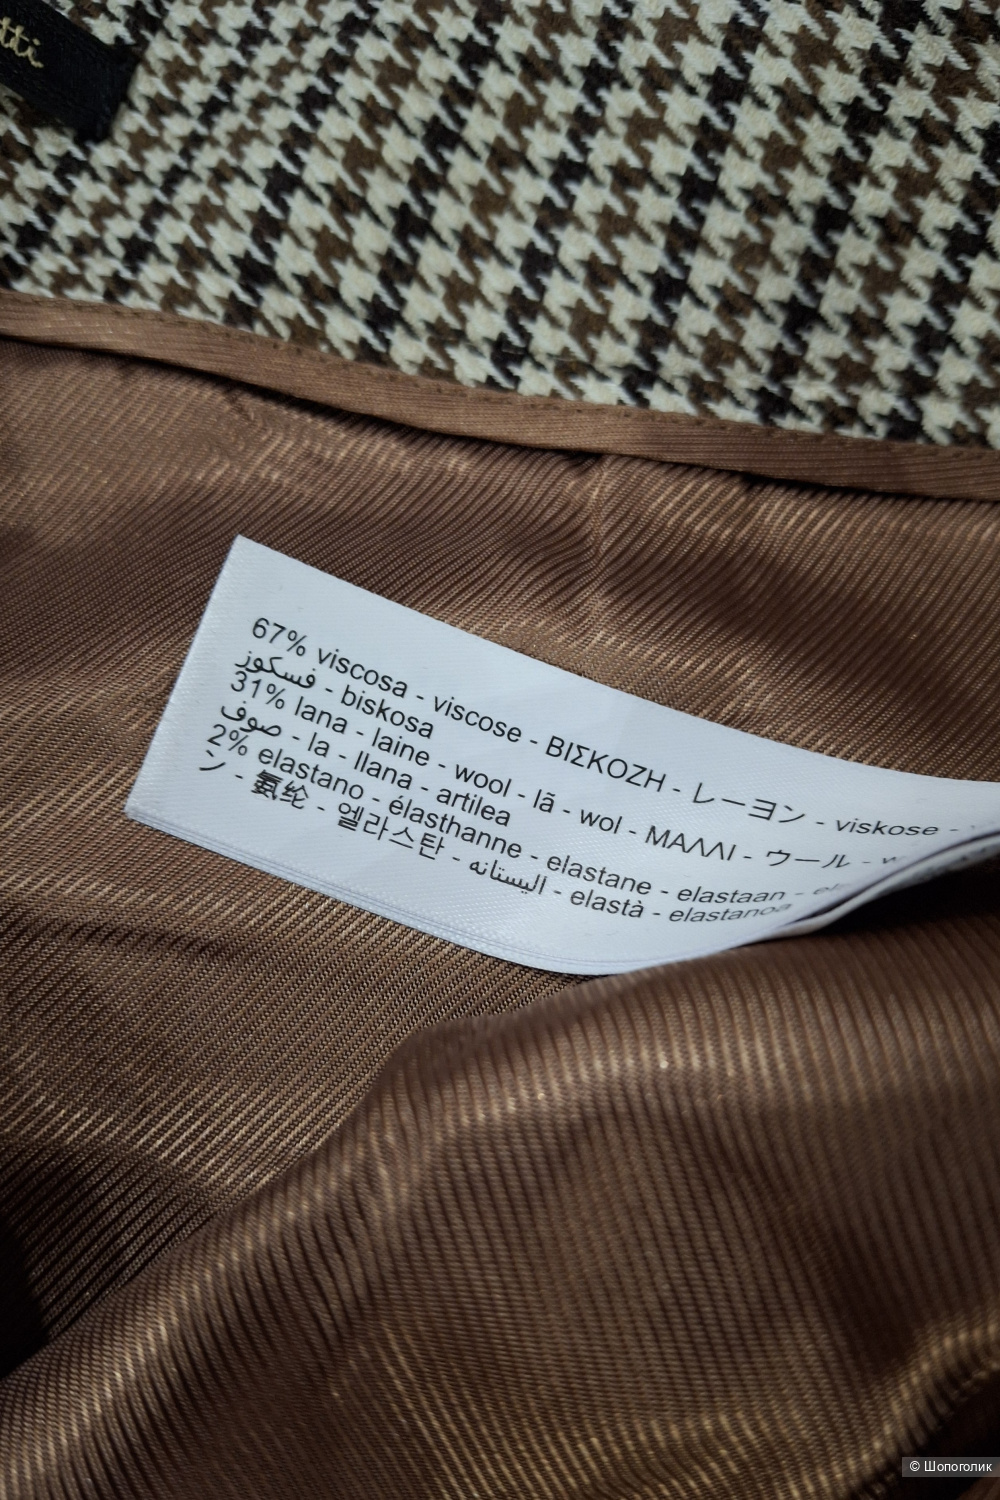 tti
67% viscosa - viscose - ΒΙΣΚΟΖΗ - レーヨン - viskose -
فسكوز - biskosa
31% lana - laine - wool - lã - wol - ΜΑΛΛΙ - ウール -
صوف - la - llana - artilea
2% elastano - élasthanne - elastane - elastaan -
ン - 氨纶 - 엘라스탄 - اليستانه - elastà - elastanoa
© Шопоголик